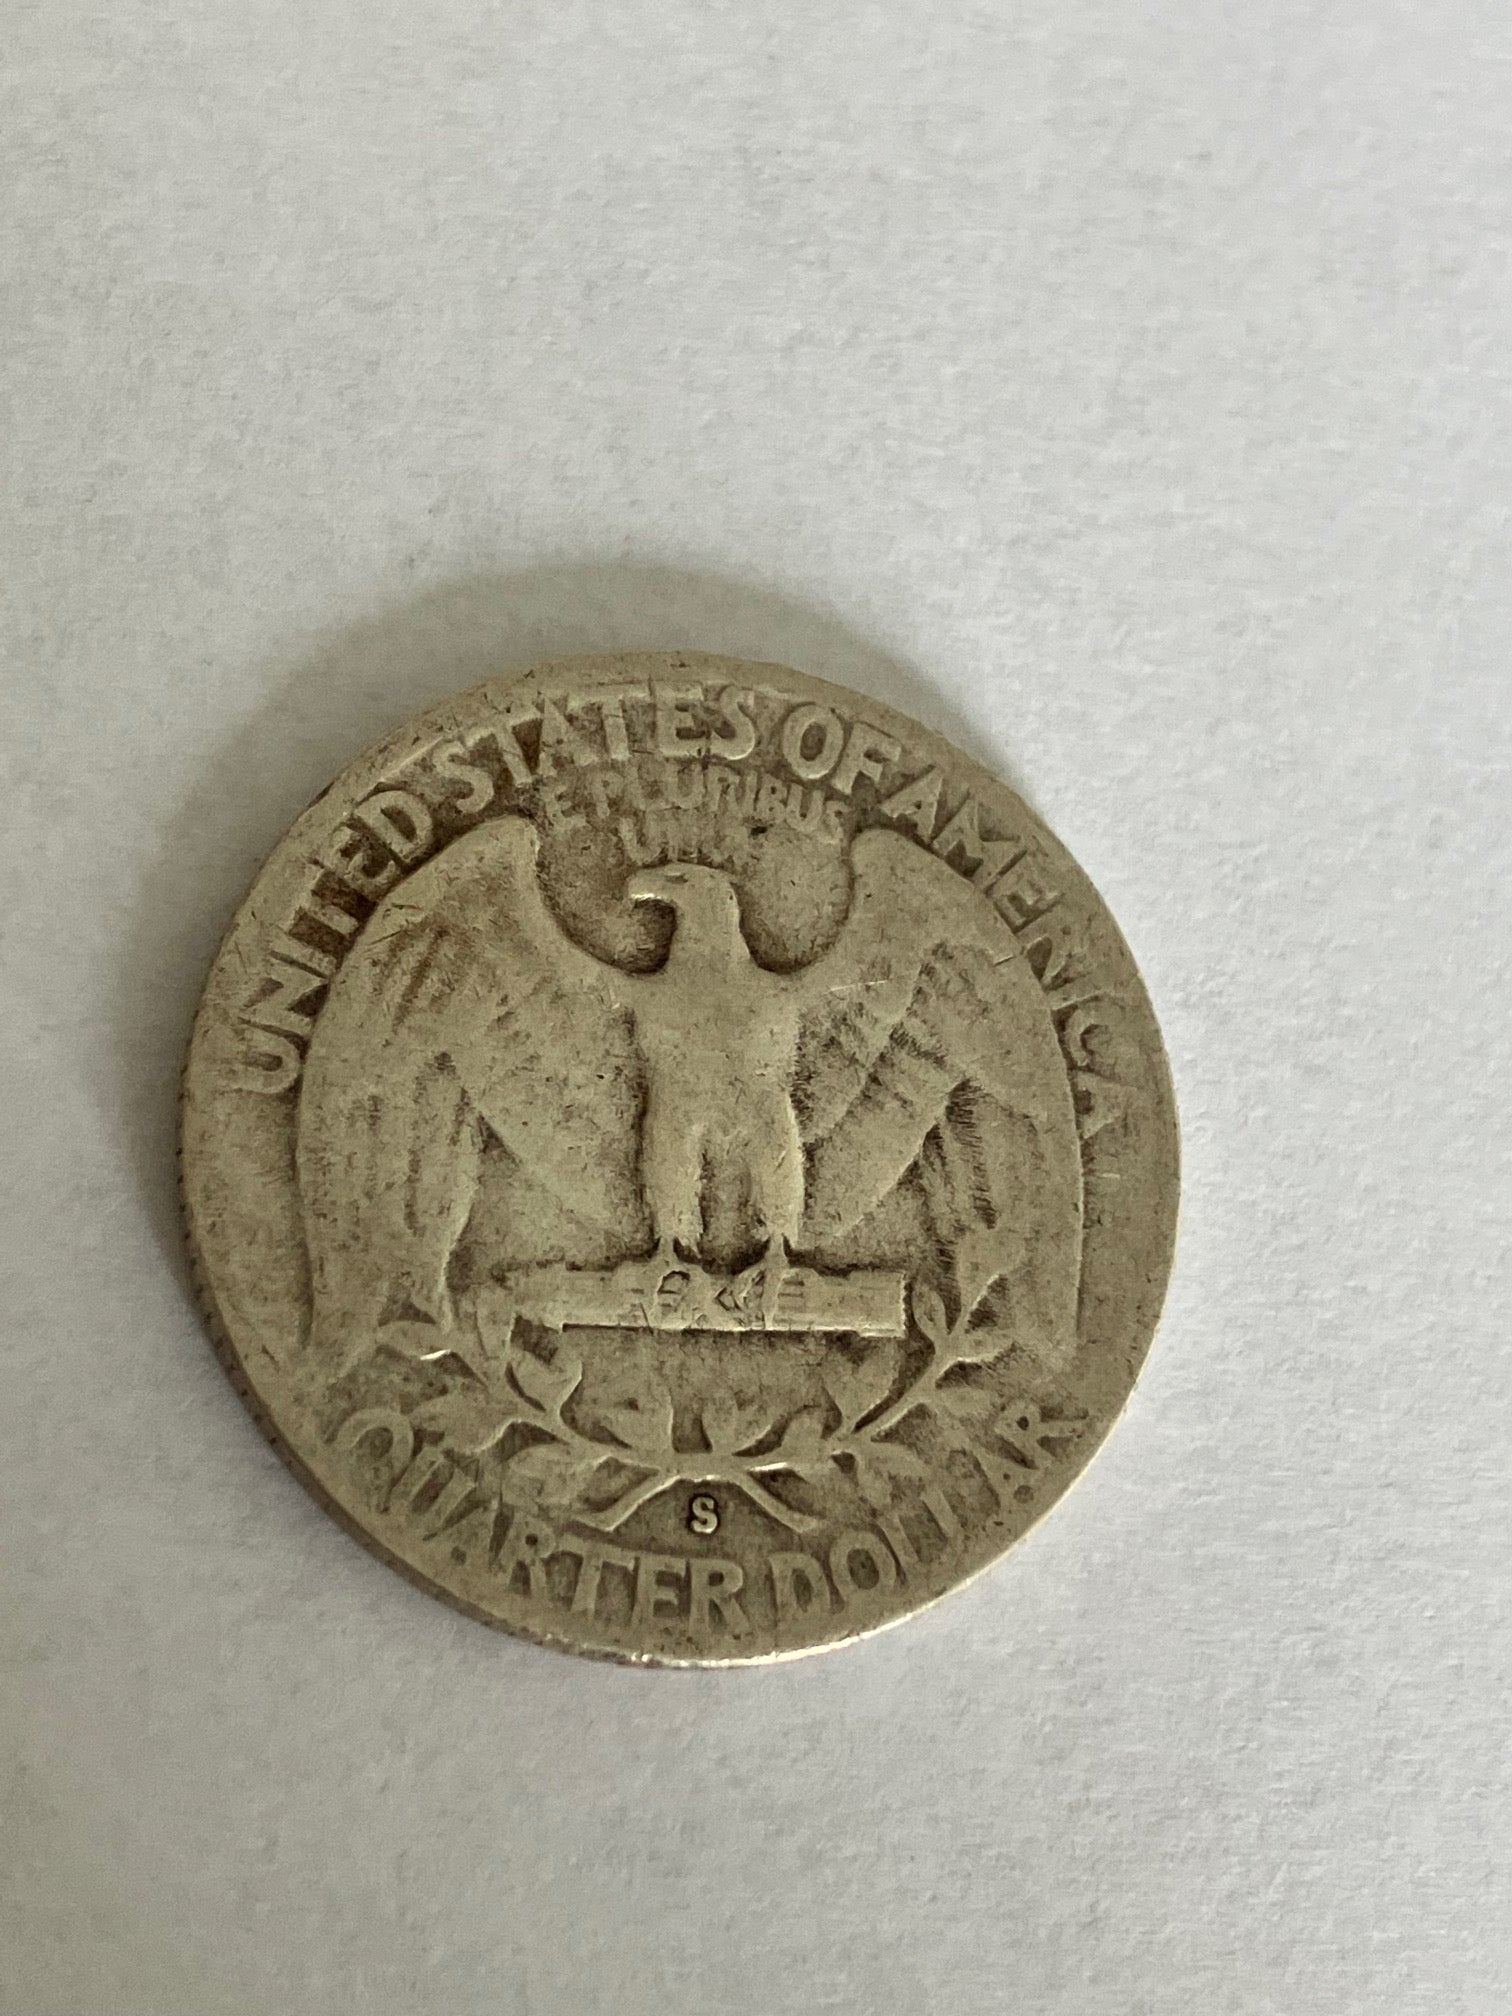 UNITED STATES OF AMERICA
E PLURIBUS
S
QUARTER DOLLAR